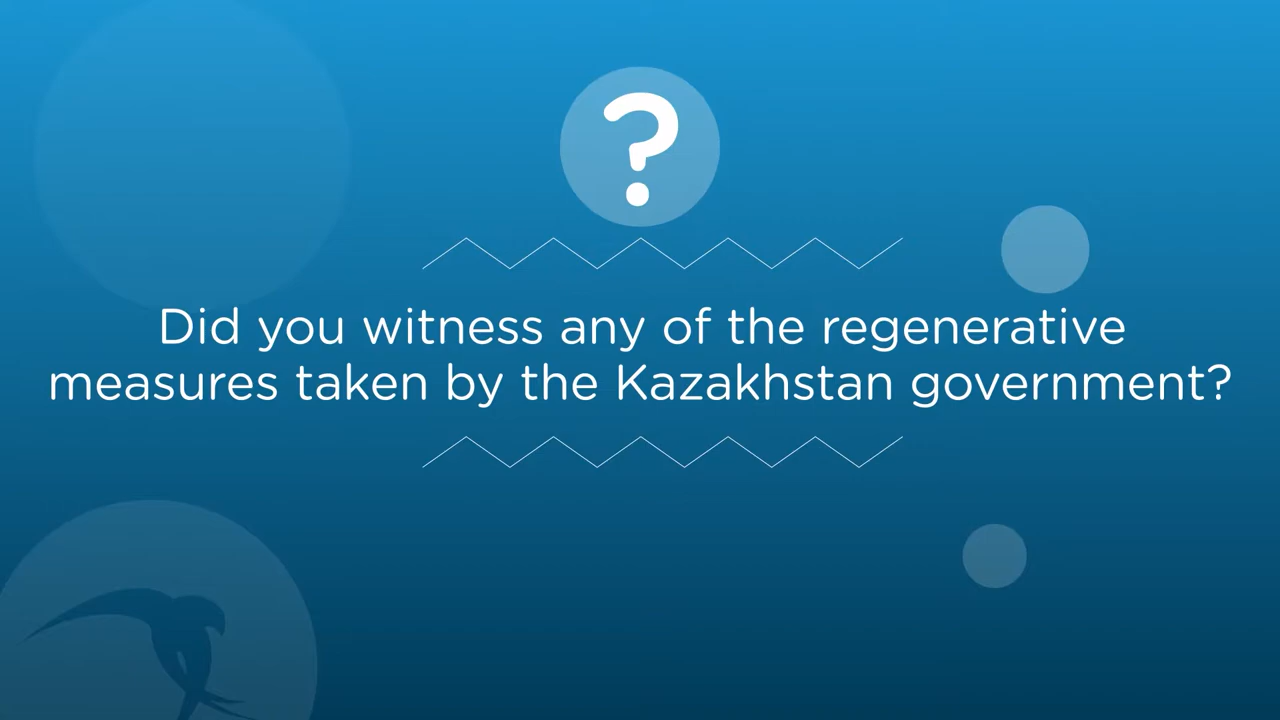 ?
Did you witness any of the regenerative
measures taken by the Kazakhstan government?